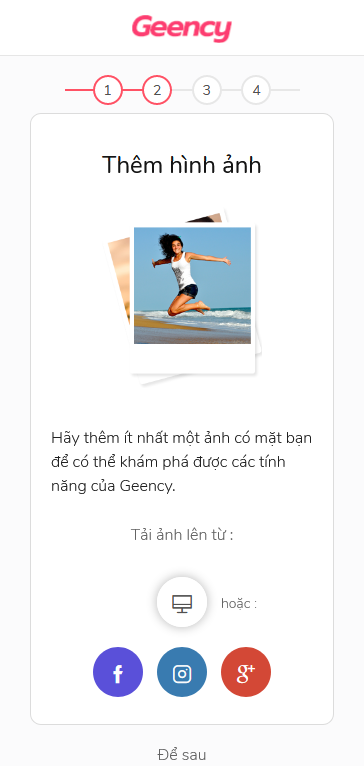 Geency
1 2 3 4
Thêm hình ảnh
Hãy thêm ít nhất một ảnh có mặt bạn
để có thể khám phá được các tính
năng của Geency.
Tải ảnh lên từ :
hoặc :
Để sau